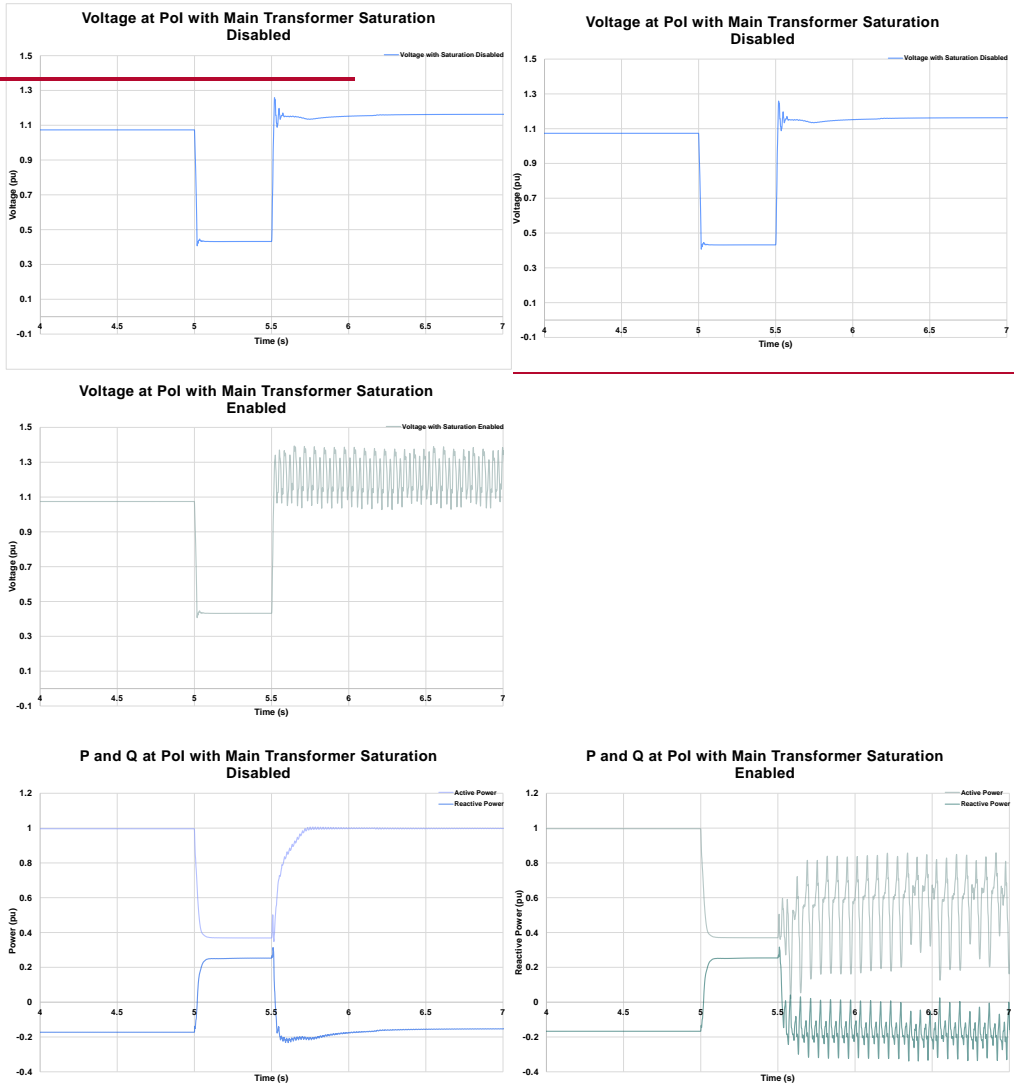 Voltage at PoI with Main Transformer Saturation
Disabled
Voltage with Saturation Disabled
1.5
1.3
1.1
0.9
0.7
0.5
0.3
0.1
-0.1
Voltage (pu)
4 4.5 5 5.5 6 6.5 7
Time (s)
Voltage at PoI with Main Transformer Saturation
Disabled
Voltage with Saturation Disabled
1.5
1.3
1.1
0.9
0.7
0.5
0.3
0.1
-0.1
Voltage (pu)
4 4.5 5 5.5 6 6.5 7
Time (s)
Voltage at PoI with Main Transformer Saturation
Enabled
Voltage with Saturation Enabled
1.5
1.3
1.1
0.9
0.7
0.5
0.3
0.1
-0.1
Voltage (pu)
4 4.5 5 5.5 6 6.5 7
Time (s)
P and Q at PoI with Main Transformer Saturation
Disabled
Active Power
Reactive Power
1.2
1
0.8
0.6
0.4
0.2
0
-0.2
-0.4
Power (pu)
4 4.5 5 5.5 6 6.5 7
Time (s)
P and Q at PoI with Main Transformer Saturation
Enabled
Active Power
Reactive Power
1.2
1
0.8
0.6
0.4
0.2
0
-0.2
-0.4
Reactive Power (pu)
4 4.5 5 5.5 6 6.5 7
Time (s)